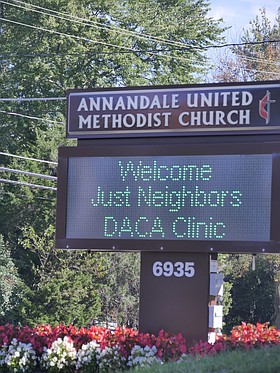 ANNANDALE UNITED
METHODIST CHURCH
Welcome
Just Neighbors
DACA Clinic
6935